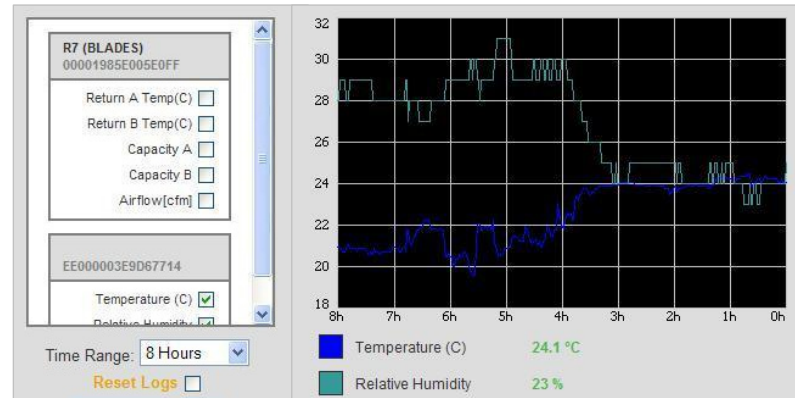 R7 (BLADES)
00001985E005E0FF
Return A Temp(C)
Return B Temp(C)
Capacity A
Capacity B
Airflow[cfm]
EE000003E9D67714
Temperature (C)
Relative Humidity
Time Range: 8 Hours
Reset Logs
32
30
28
26
24
22
20
18
8h 7h 6h 5h 4h 3h 2h 1h 0h
Temperature (C) 24.1 °C
Relative Humidity 23 %